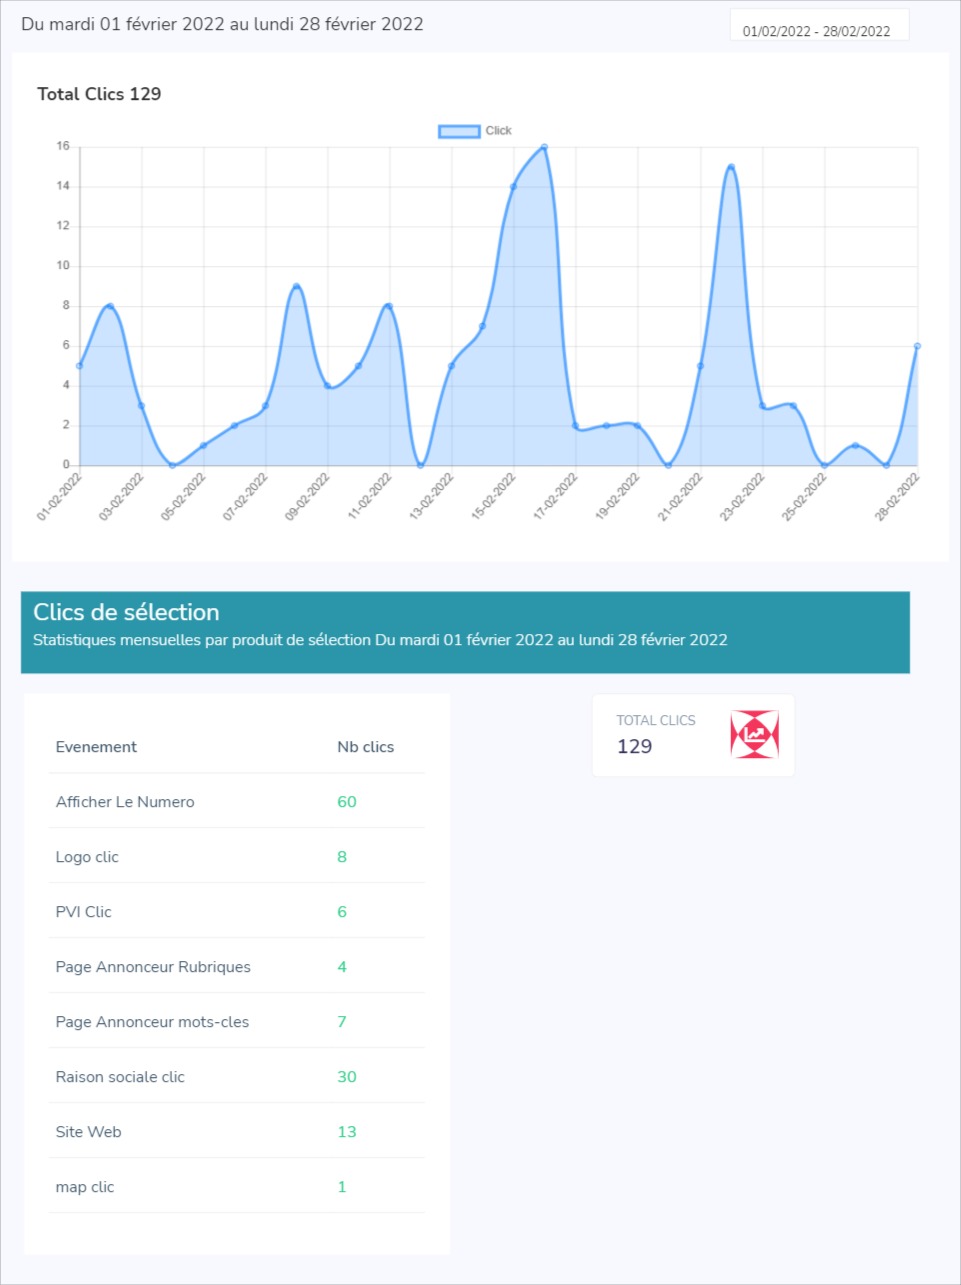 Du mardi 01 février 2022 au lundi 28 février 2022
01/02/2022 - 28/02/2022
Total Clics 129
Click
16
14
12
10
8
6
4
2
0
01-02-2022
03-02-2022
05-02-2022
07-02-2022
09-02-2022
11-02-2022
13-02-2022
15-02-2022
17-02-2022
19-02-2022
21-02-2022
23-02-2022
25-02-2022
28-02-2022
Clics de sélection
Statistiques mensuelles par produit de sélection Du mardi 01 février 2022 au lundi 28 février 2022
TOTAL CLICS
129
Evenement Nb clics
Afficher Le Numero 60
Logo clic 8
PVI Clic 6
Page Annonceur Rubriques 4
Page Annonceur mots-cles 7
Raison sociale clic 30
Site Web 13
map clic 1